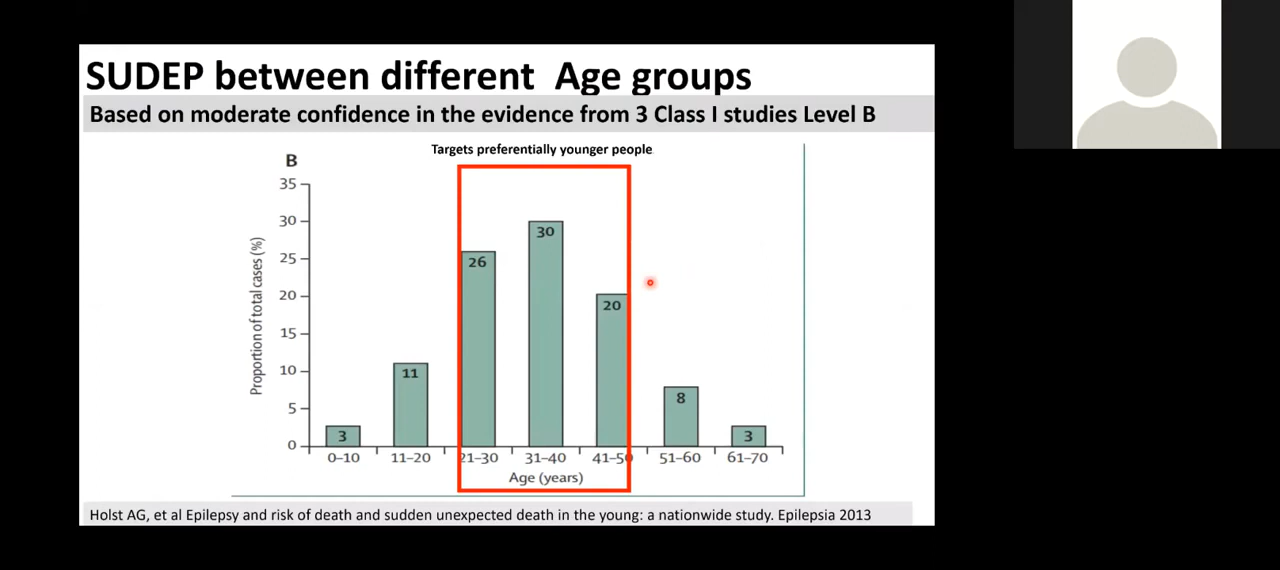 SUDEP between different Age groups
Based on moderate confidence in the evidence from 3 Class I studies Level B
Targets preferentially younger people
B
35
30
25
20
15
10
5
0
Proportion of total cases (%)
3
11
26
30
20
8
3
0–10 11–20 21–30 31–40 41–50 51–60 61–70
Age (years)
Holst AG, et al Epilepsy and risk of death and sudden unexpected death in the young: a nationwide study. Epilepsia 2013